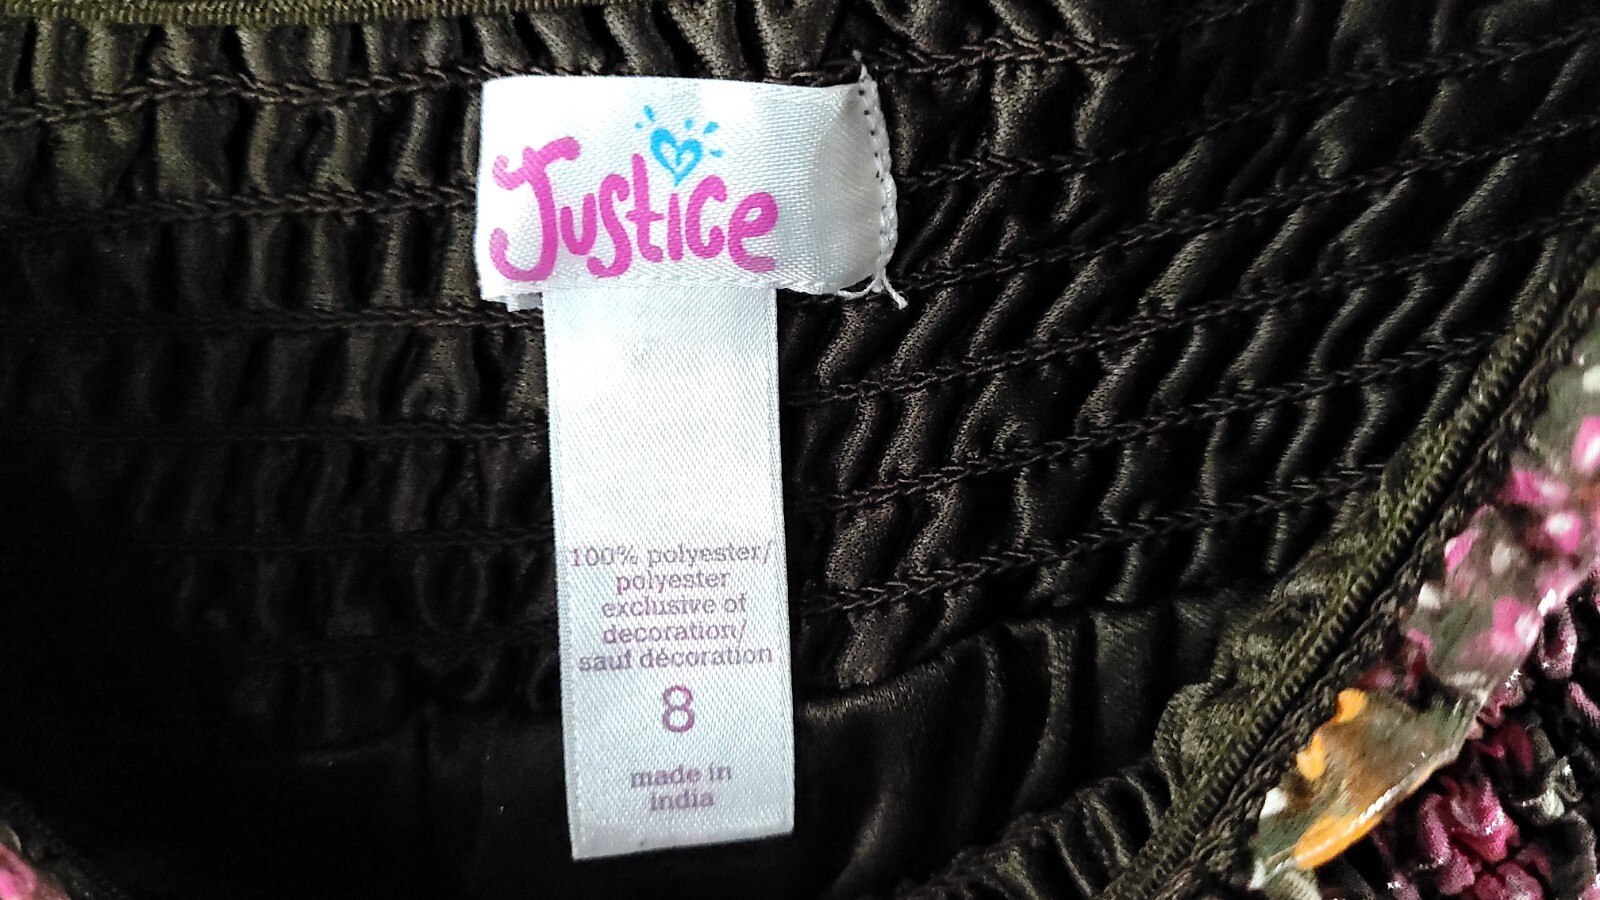 Justice
100% polyester/
polyester
exclusive of
decoration/
sauf décoration
8
made in
india